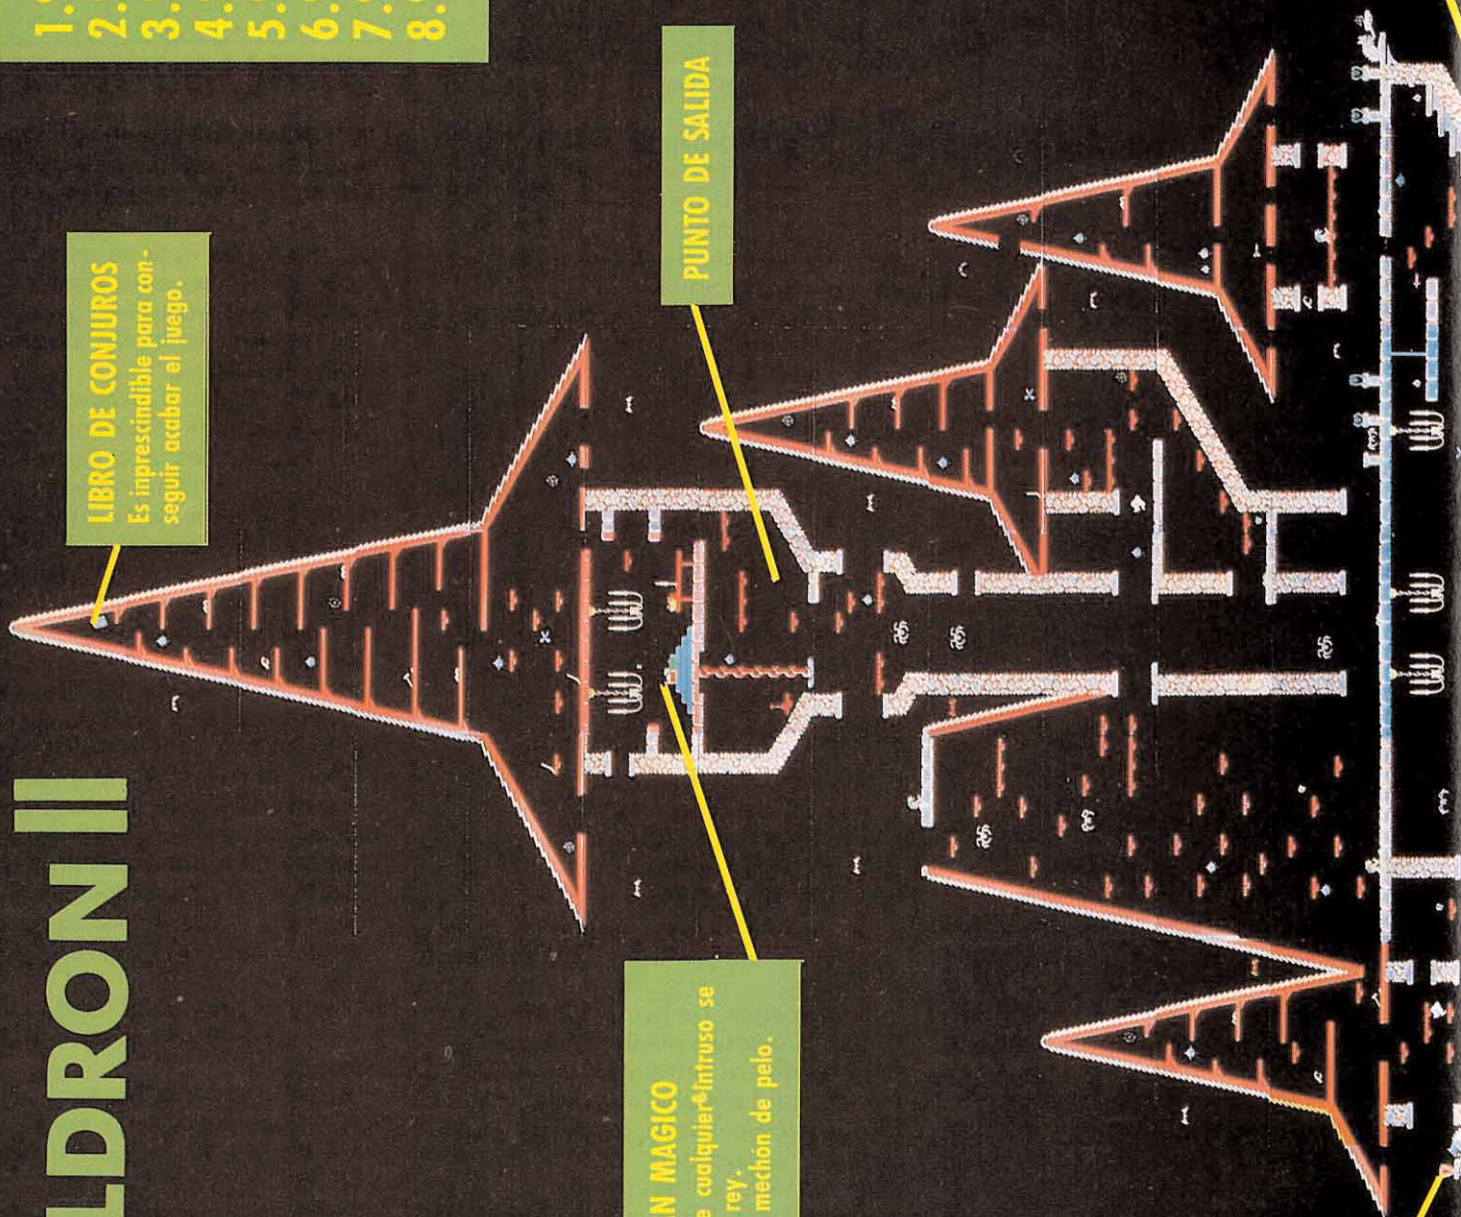 LDRON II
1.
2.
3.
4.
5.
6.
7.
8.
LIBRO DE CONJUROS
Es inprescindible para con-
seguir acabar el juego.
PUNTO DE SALIDA
N MAGICO
e cualquier intruso se
rey.
mechón de pelo.